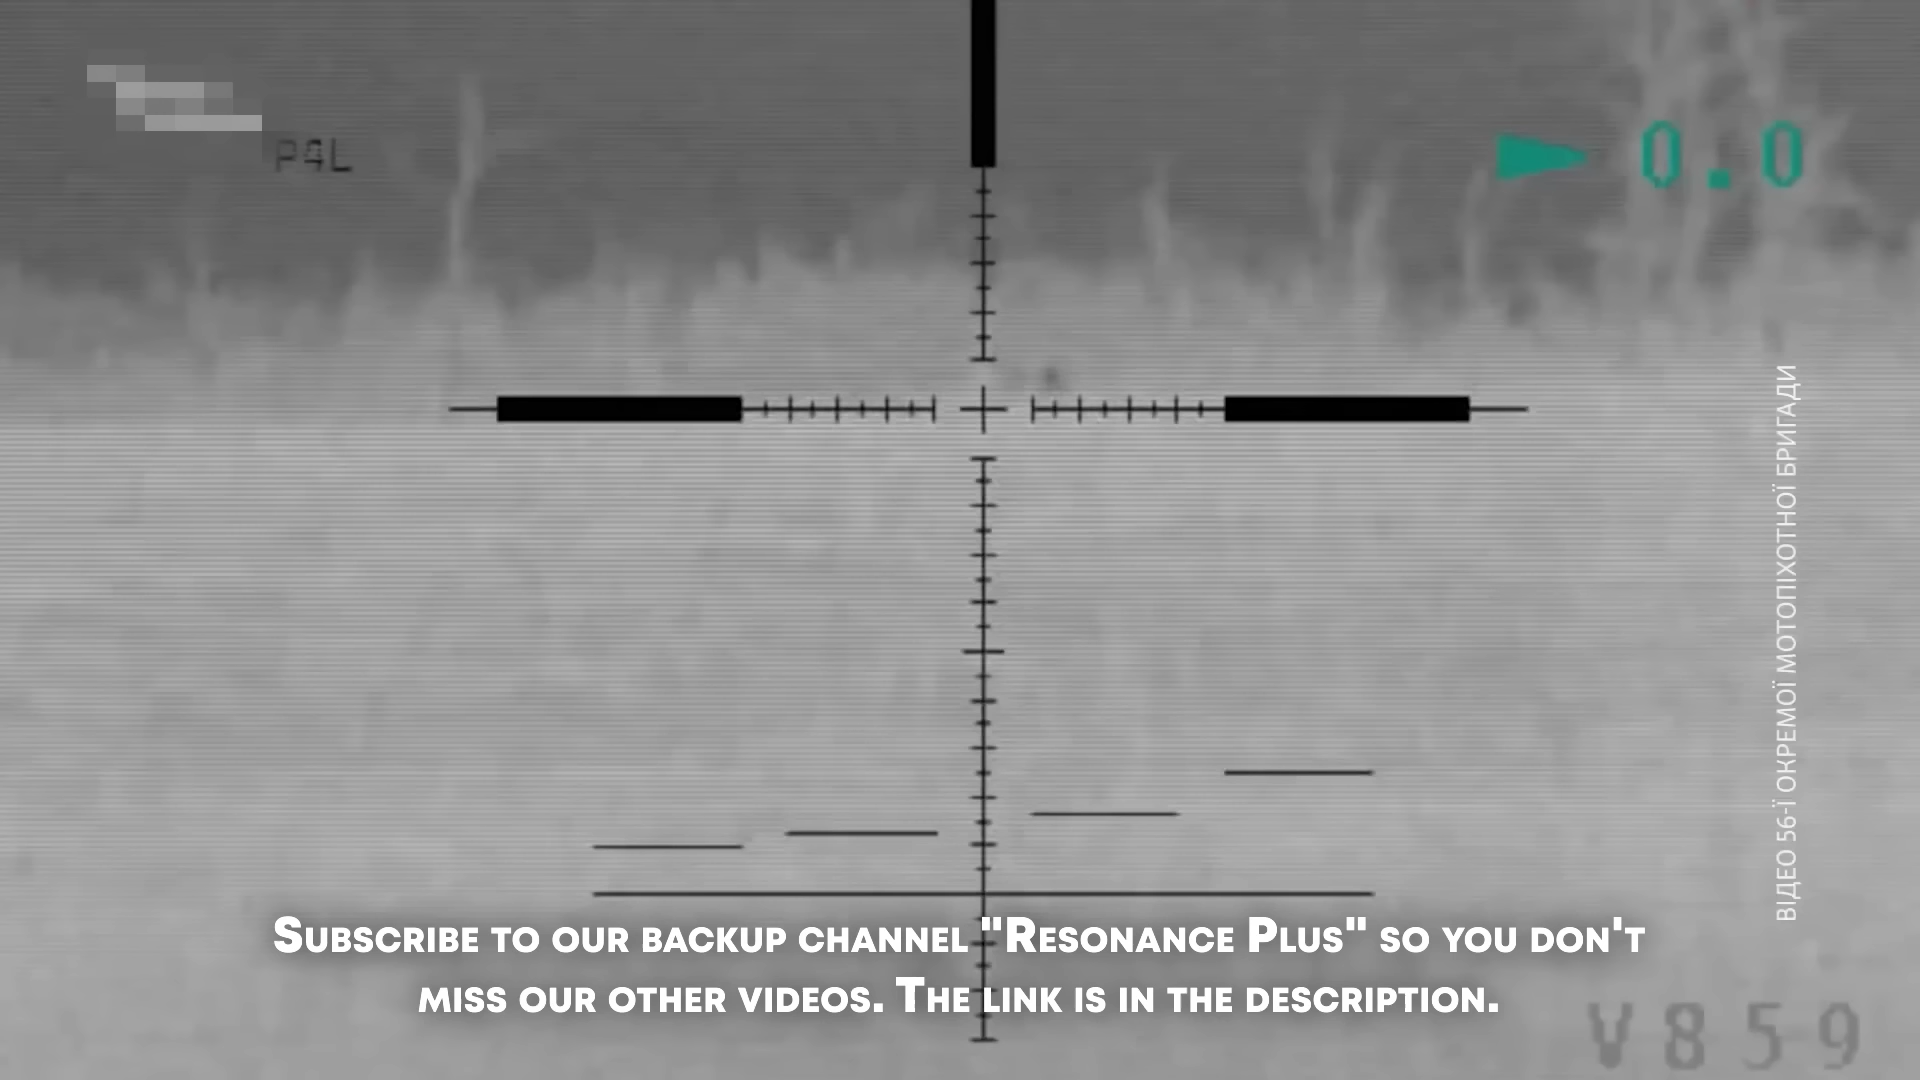 P4L
0.0
ВІДЕО 56-Ї ОКРЕМОЇ МОТОПІХОТНОЇ БРИГАДИ
Subscribe to our backup channel "Resonance Plus" so you don't
miss our other videos. The link is in the description.
V859